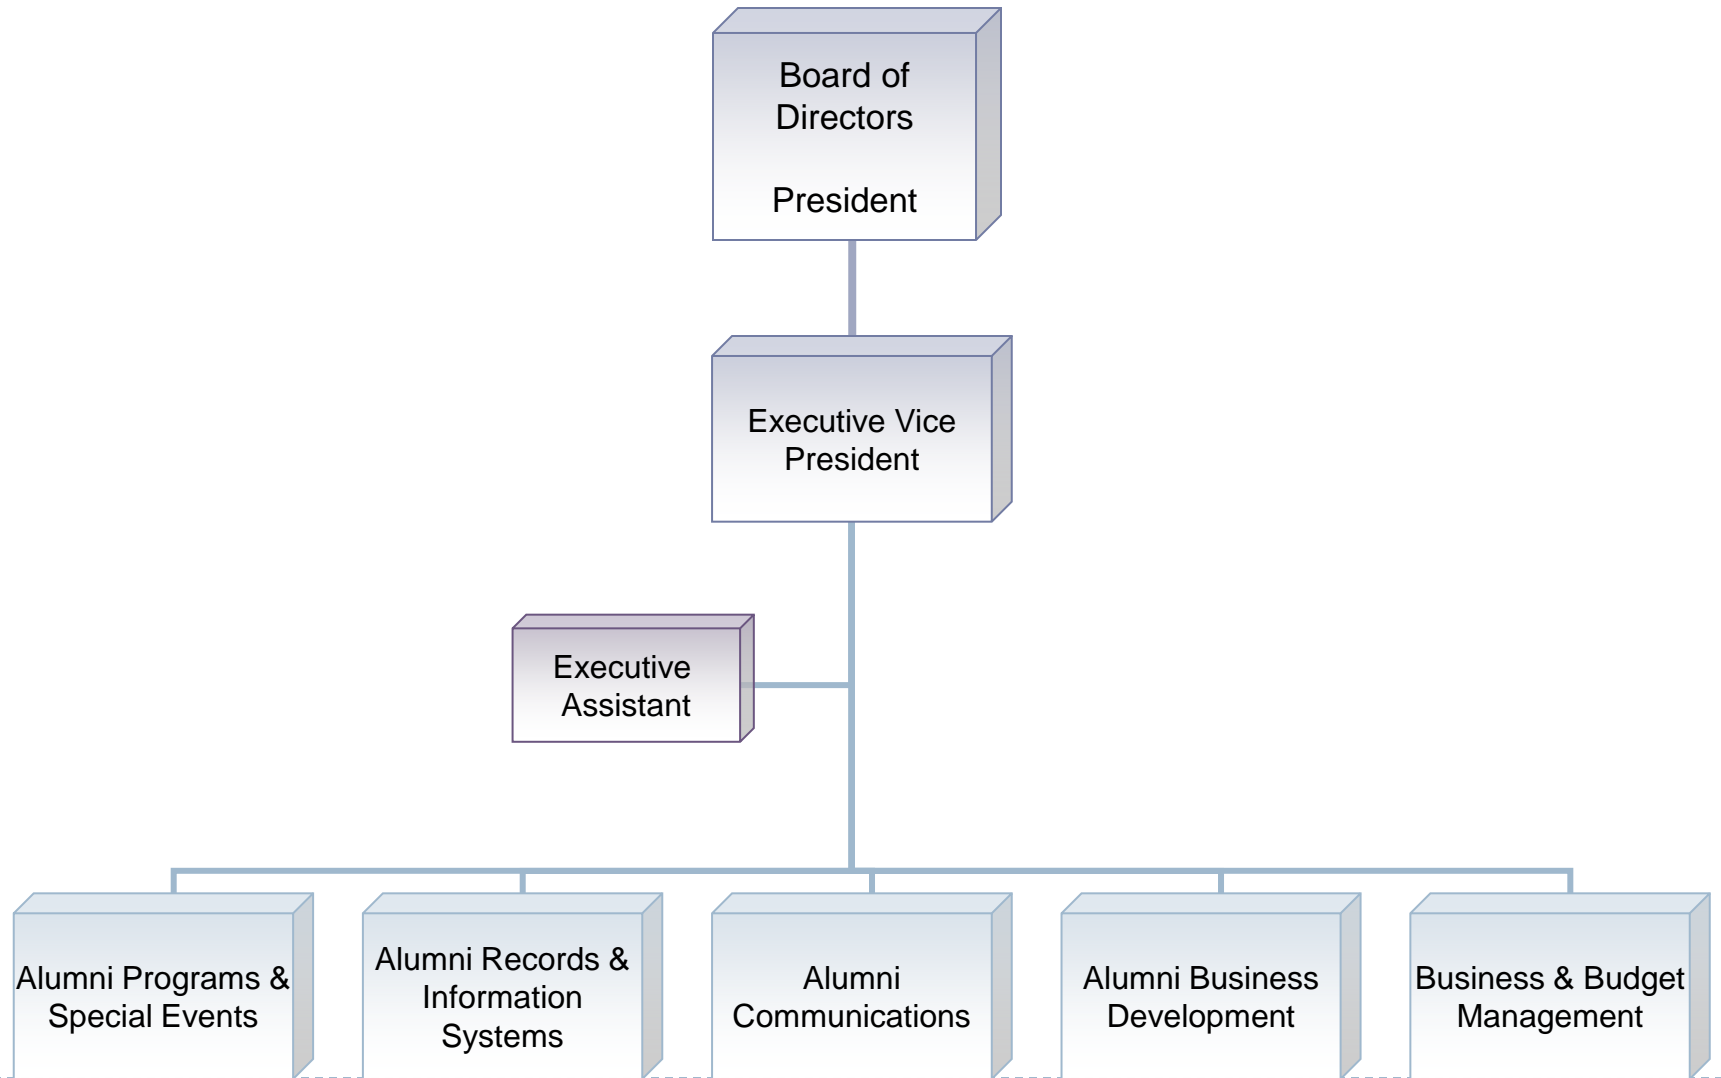 Board of
Directors
President
Executive Vice
President
Executive
Assistant
Alumni Programs &
Special Events
Alumni Records &
Information
Systems
Alumni
Communications
Alumni Business
Development
Business & Budget
Management